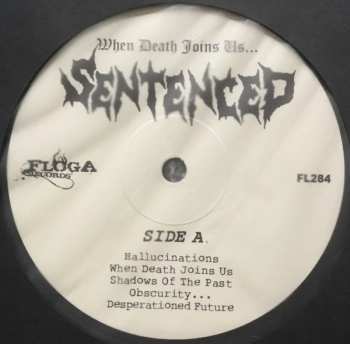 When Death Joins Us...
SENTENCED
FLOGA
RECORDS
FL284
SIDE A.
Hallucinations
When Death Joins Us
Shadows Of The Past
Obscurity...
Desperationed Future